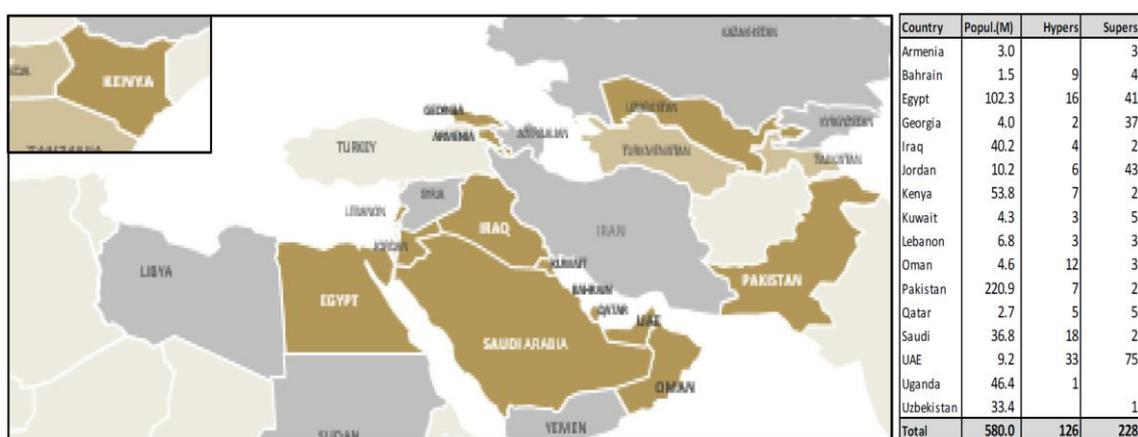 KENYA
TANZANIA
KAZAKHSTAN
GEORGIA
UZBEKISTAN
ARMENIA
AZERBAIJAN
KYRGYZSTAN
TURKEY
TURKMENISTAN
TAJIKISTAN
SYRIA
LEBANON
IRAQ
IRAN
JORDAN
LIBYA
KUWAIT
PAKISTAN
EGYPT
BAHRAIN
QATAR
UAE
SAUDI ARABIA
OMAN
YEMEN
SUDAN
Country Popul.(M) Hypers Supers
Armenia 3.0 3
Bahrain 1.5 9 4
Egypt 102.3 16 41
Georgia 4.0 2 37
Iraq 40.2 4 2
Jordan 10.2 6 43
Kenya 53.8 7 2
Kuwait 4.3 3 5
Lebanon 6.8 3 3
Oman 4.6 12 3
Pakistan 220.9 7 2
Qatar 2.7 5 5
Saudi 36.8 18 2
UAE 9.2 33 75
Uganda 46.4 1
Uzbekistan 33.4 1
Total 580.0 126 228